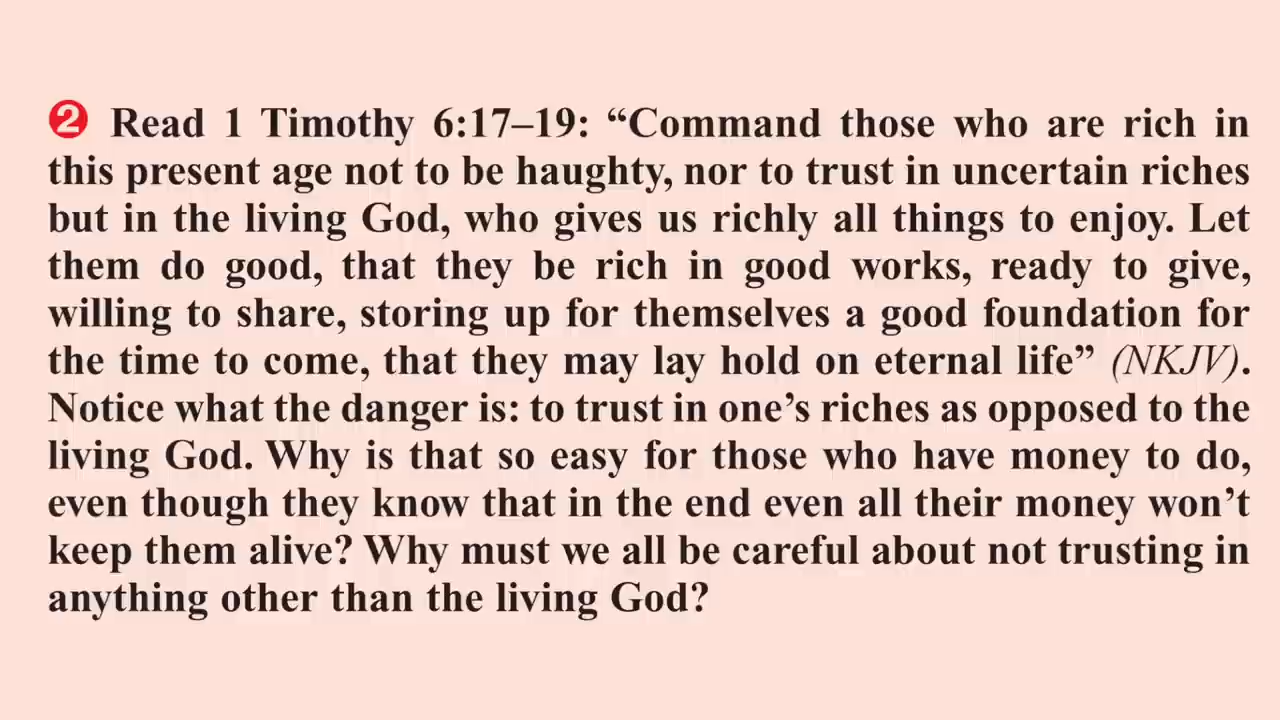 ❷ Read 1 Timothy 6:17–19: “Command those who are rich in
this present age not to be haughty, nor to trust in uncertain riches
but in the living God, who gives us richly all things to enjoy. Let
them do good, that they be rich in good works, ready to give,
willing to share, storing up for themselves a good foundation for
the time to come, that they may lay hold on eternal life” (NKJV).
Notice what the danger is: to trust in one’s riches as opposed to the
living God. Why is that so easy for those who have money to do,
even though they know that in the end even all their money won’t
keep them alive? Why must we all be careful about not trusting in
anything other than the living God?